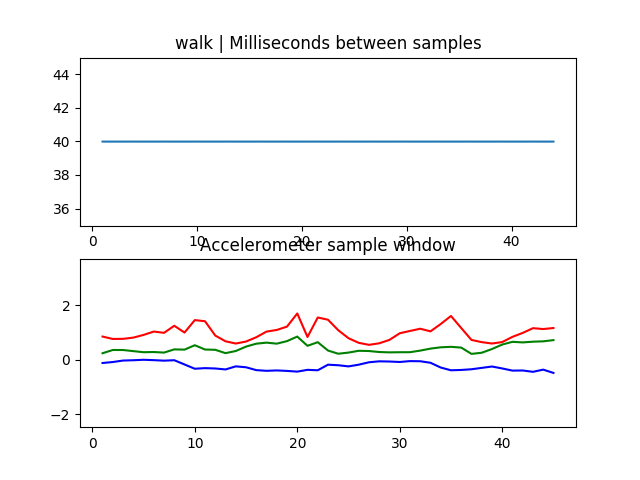 walk | Milliseconds between samples
44
42
40
38
36
0 10 20 30 40
Accelerometer sample window
2
0
−2
0 10 20 30 40